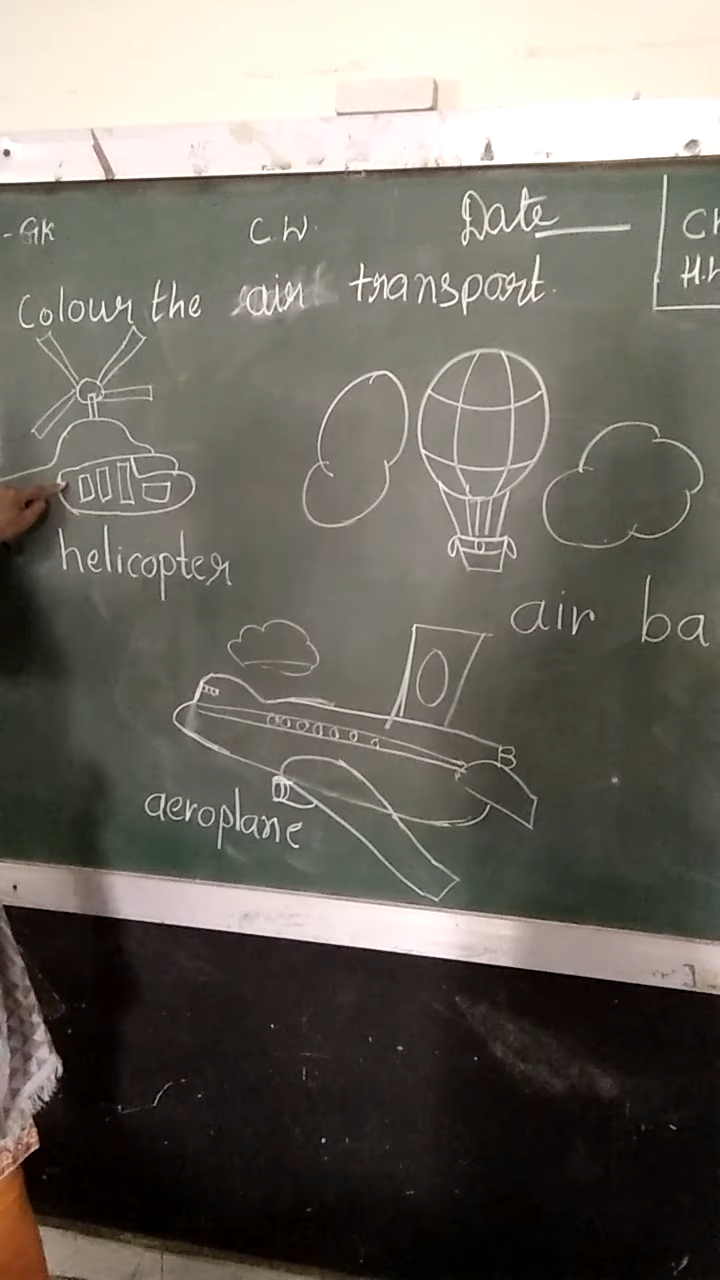 - GK C.W. Date
H.
Colour the air transport.
helicopter
air ba
aeroplane
B